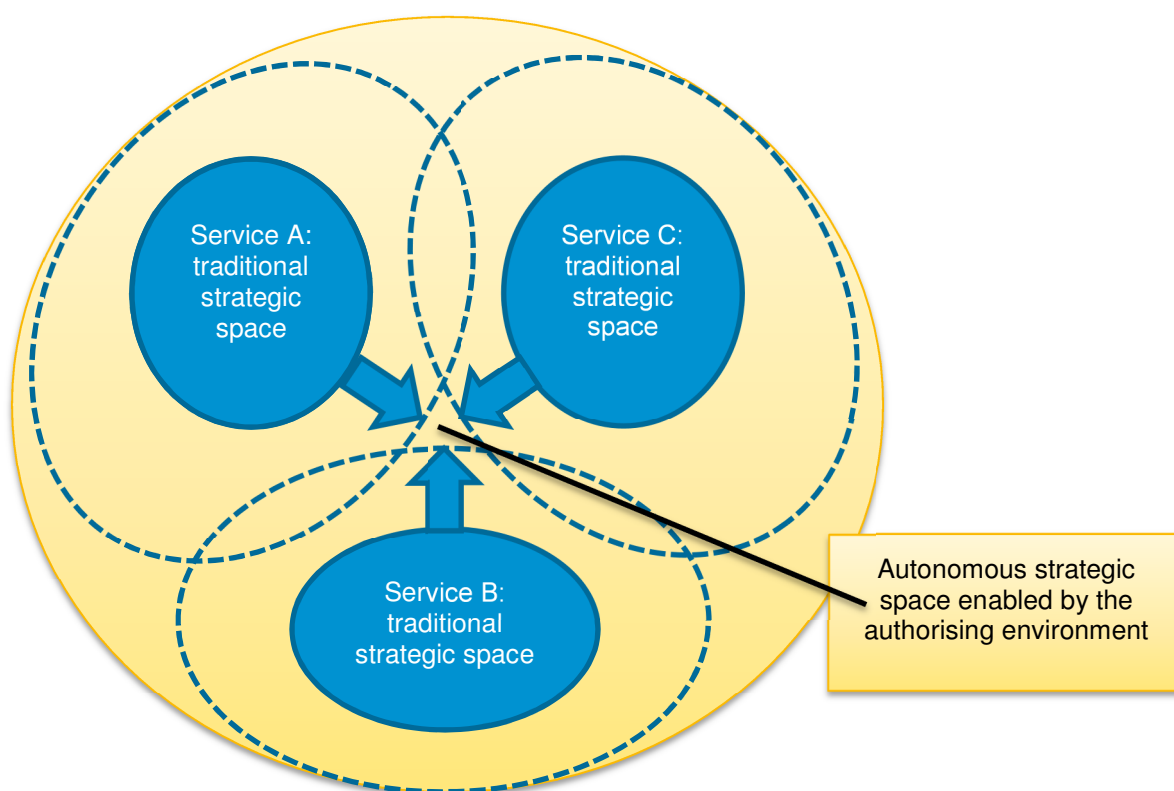 Service A:
traditional
strategic
space
Service C:
traditional
strategic
space
Service B:
traditional
strategic space
Autonomous strategic
space enabled by the
authorising environment